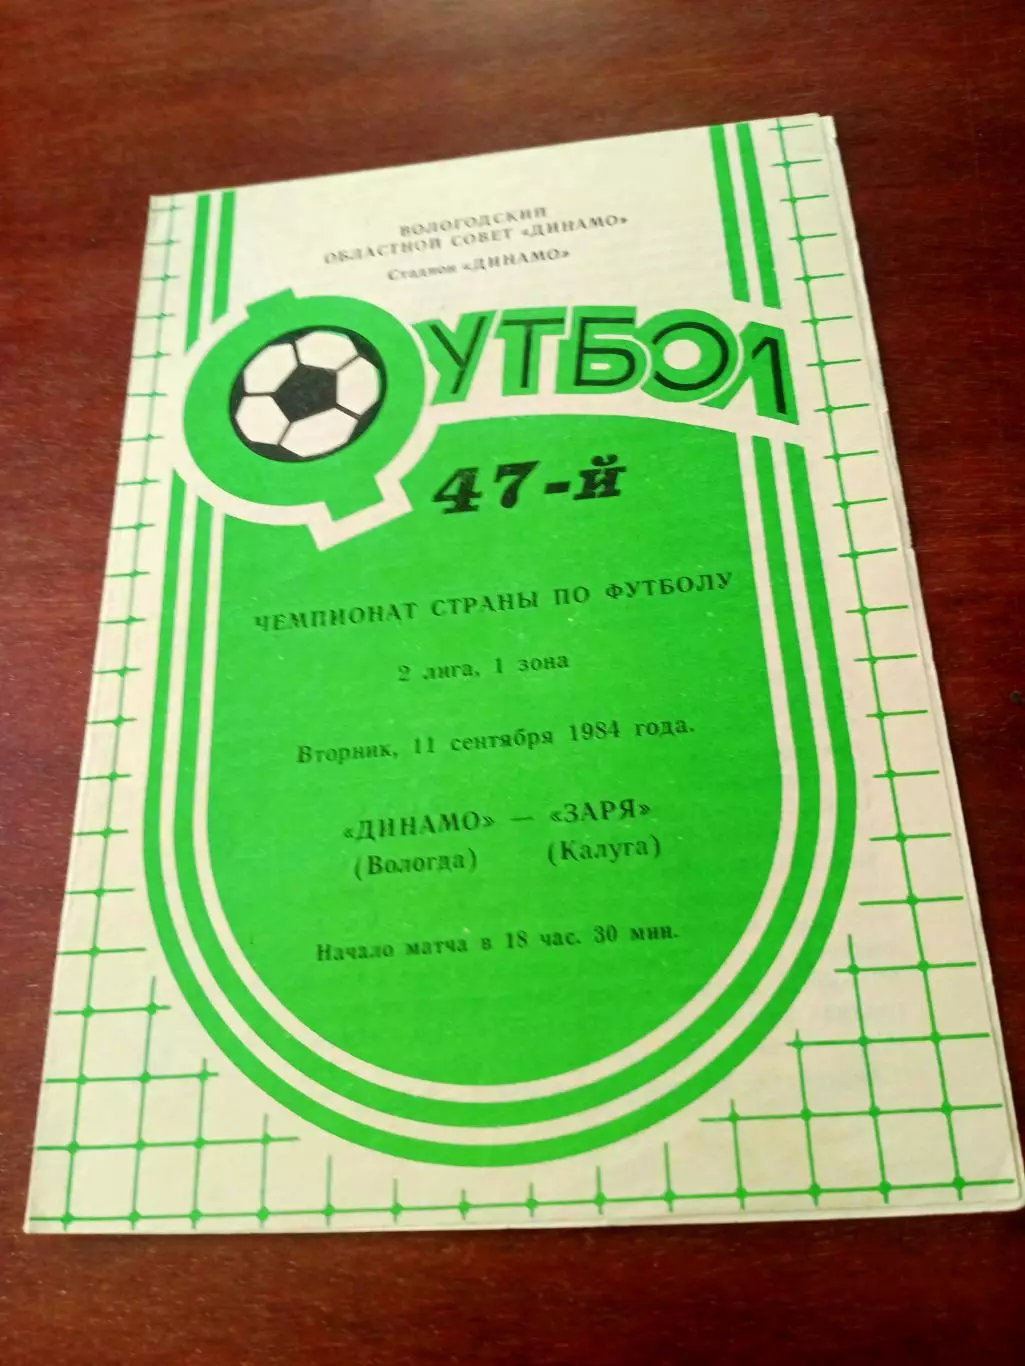 ВОЛОГОДСКИЙ
ОБЛАСТНОЙ СОВЕТ «ДИНАМО»
Стадион «ДИНАМО»
ФУТБОЛ
47-й
ЧЕМПИОНАТ СТРАНЫ ПО ФУТБОЛУ
2 лига, 1 зона
Вторник, 11 сентября 1984 года.
«ДИНАМО» — «ЗАРЯ»
(Вологда) (Калуга)
Начало матча в 18 час. 30 мин.